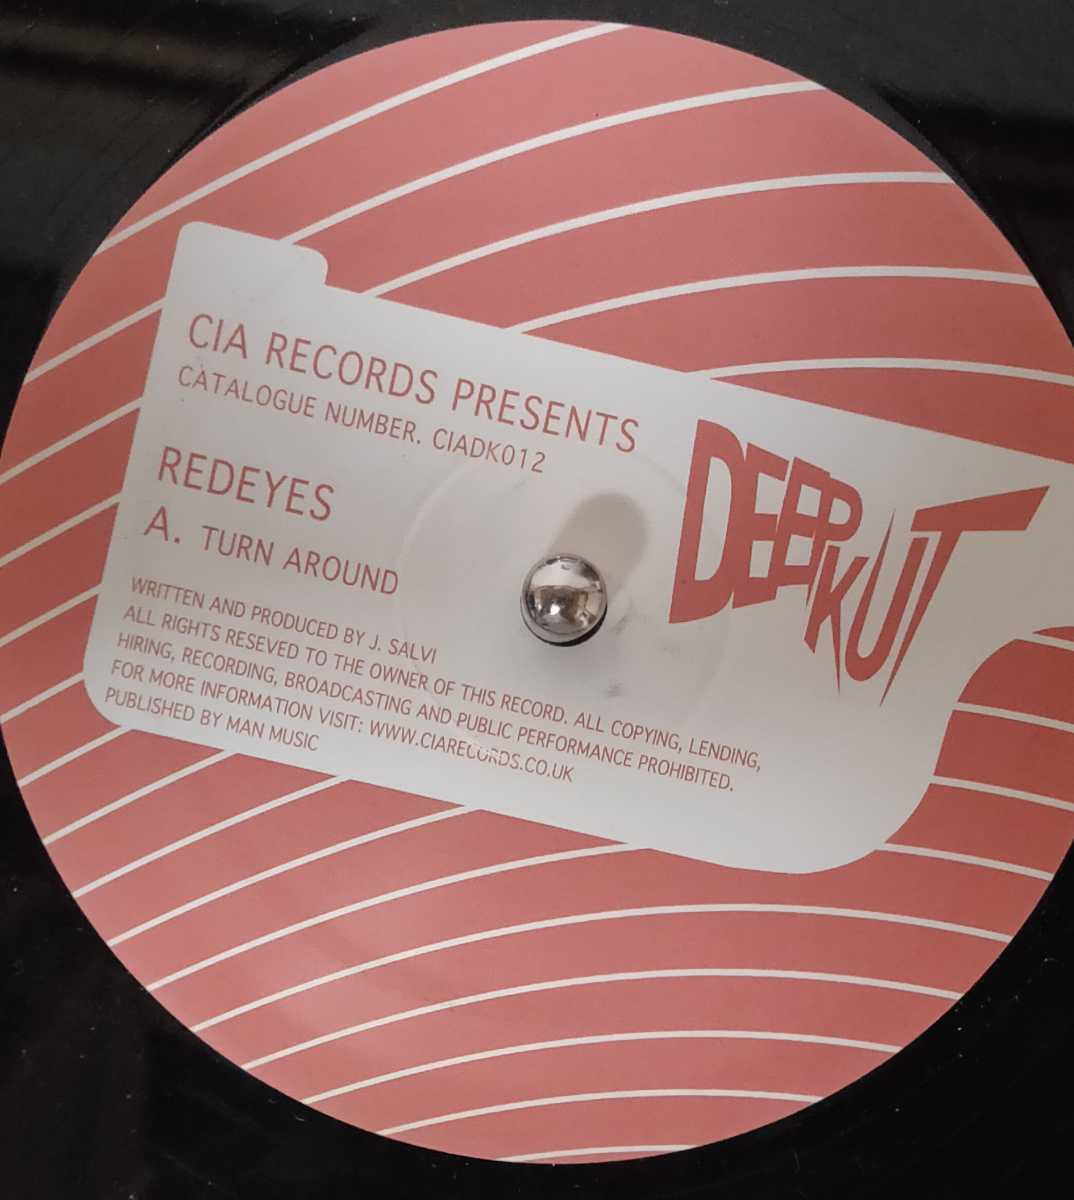 CIA RECORDS PRESENTS
CATALOGUE NUMBER. CIADK012
DEEPKUT
REDEYES
A. TURN AROUND
WRITTEN AND PRODUCED BY J. SALVI
ALL RIGHTS RESEVED TO THE OWNER OF THIS RECORD. ALL COPYING, LENDING,
HIRING, RECORDING, BROADCASTING AND PUBLIC PERFORMANCE PROHIBITED.
FOR MORE INFORMATION VISIT: WWW.CIARECORDS.CO.UK
PUBLISHED BY MAN MUSIC